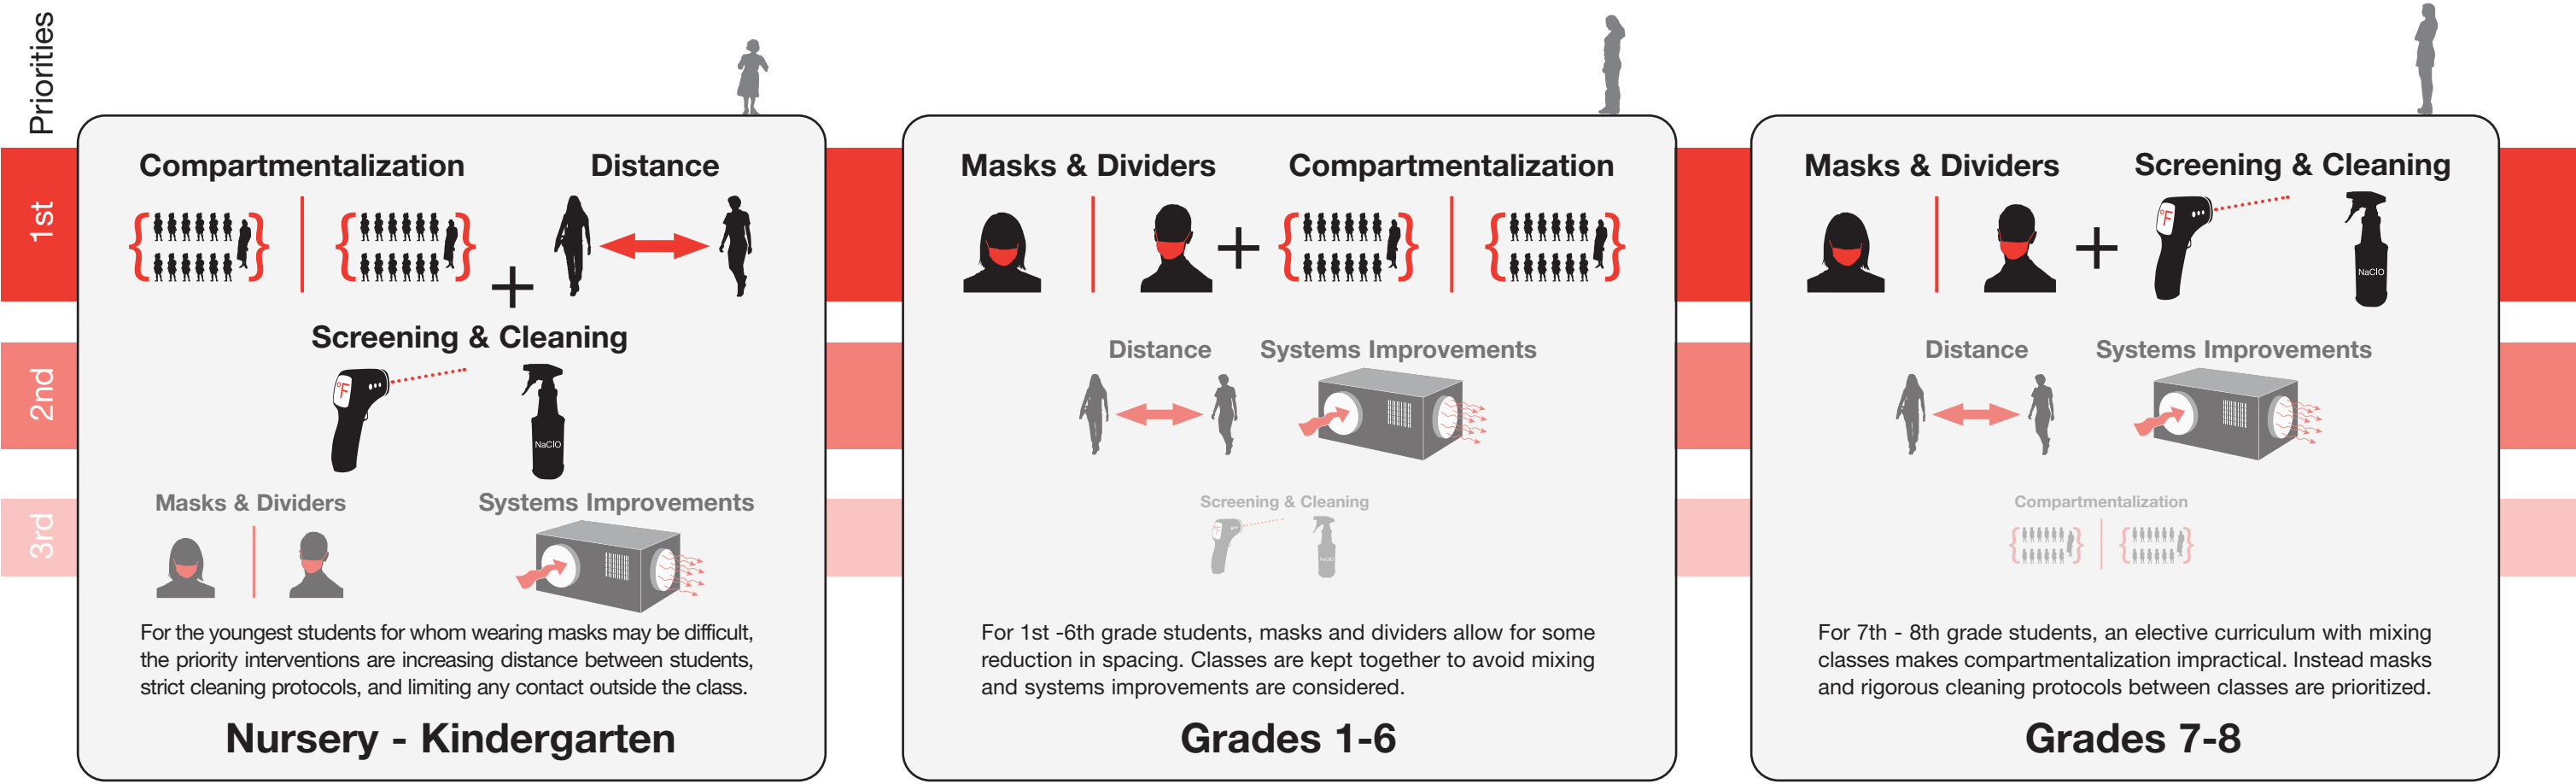 Priorities
1st
2nd
3rd
Compartmentalization
Distance
Screening & Cleaning
°F
NaClO
Masks & Dividers
Systems Improvements
For the youngest students for whom wearing masks may be difficult,
the priority interventions are increasing distance between students,
strict cleaning protocols, and limiting any contact outside the class.
Nursery - Kindergarten
Masks & Dividers
Compartmentalization
Distance
Systems Improvements
Screening & Cleaning
°F
NaClO
For 1st -6th grade students, masks and dividers allow for some
reduction in spacing. Classes are kept together to avoid mixing
and systems improvements are considered.
Grades 1-6
Masks & Dividers
Screening & Cleaning
°F
NaClO
Distance
Systems Improvements
Compartmentalization
For 7th - 8th grade students, an elective curriculum with mixing
classes makes compartmentalization impractical. Instead masks
and rigorous cleaning protocols between classes are prioritized.
Grades 7-8